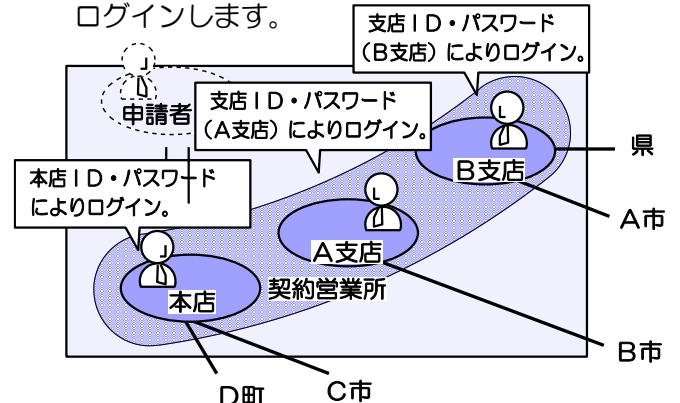 ログインします。
支店ID・パスワード
(B支店)によりログイン。
申請者
支店ID・パスワード
(A支店)によりログイン。
県
B支店
本店ID・パスワード
によりログイン。
A市
A支店
契約営業所
本店
B市
D町
C市